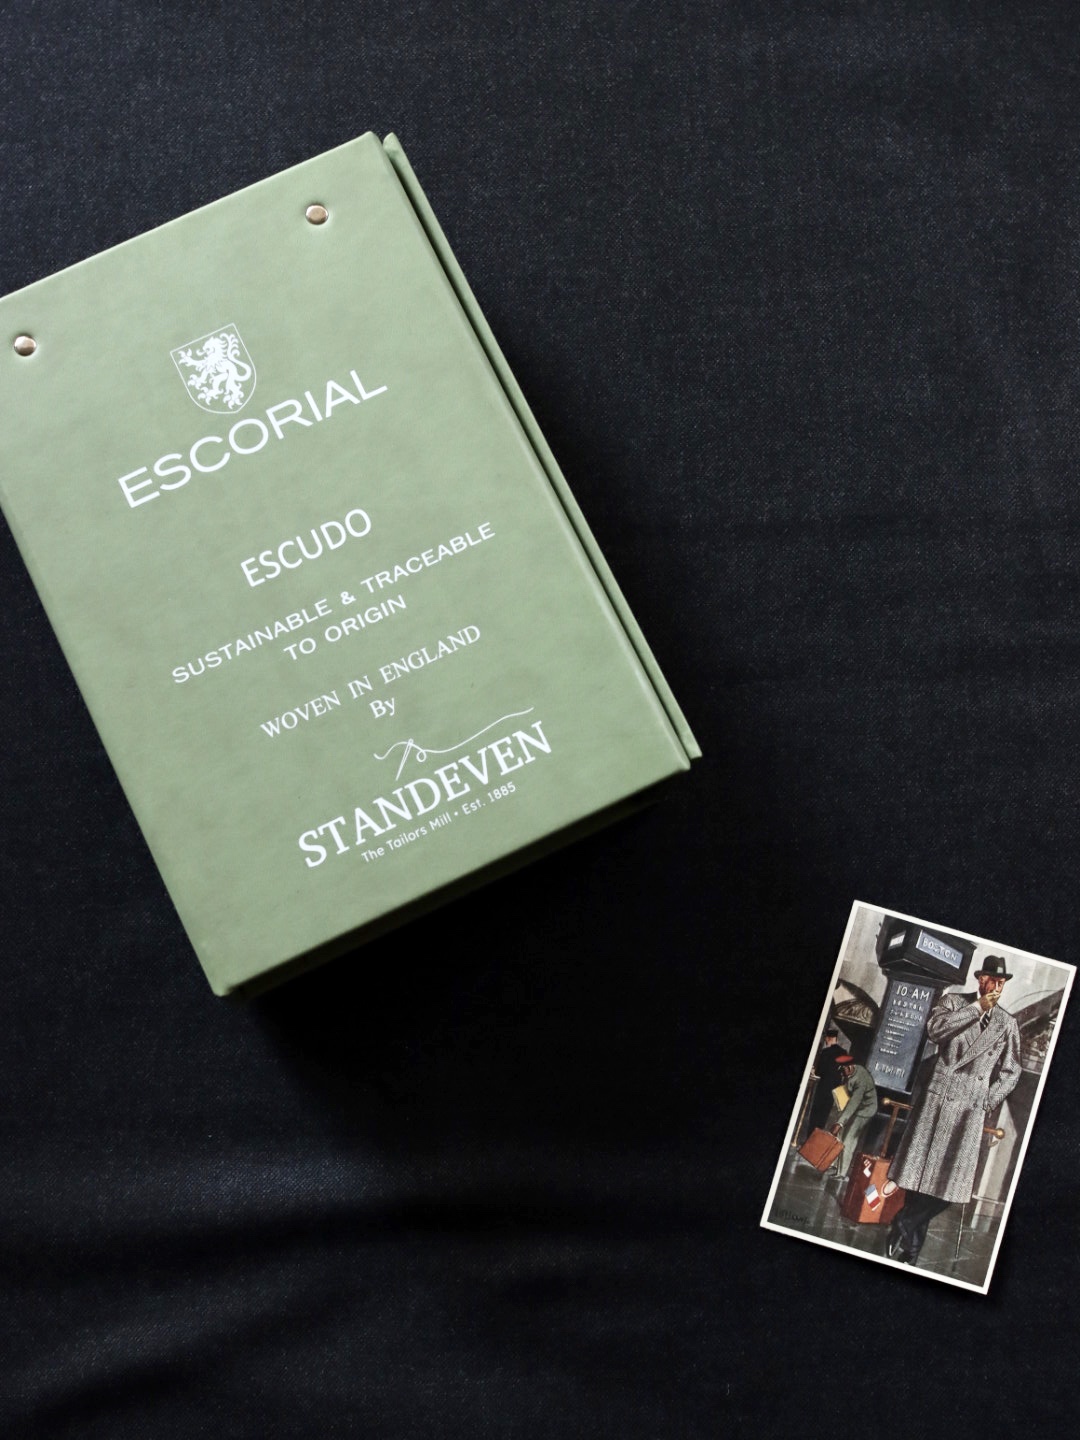 ESCORIAL
ESCUDO
SUSTAINABLE & TRACEABLE
TO ORIGIN
WOVEN IN ENGLAND
By
STANDEVEN
The Tailors Mill • Est. 1885
BOSTON
10 AM